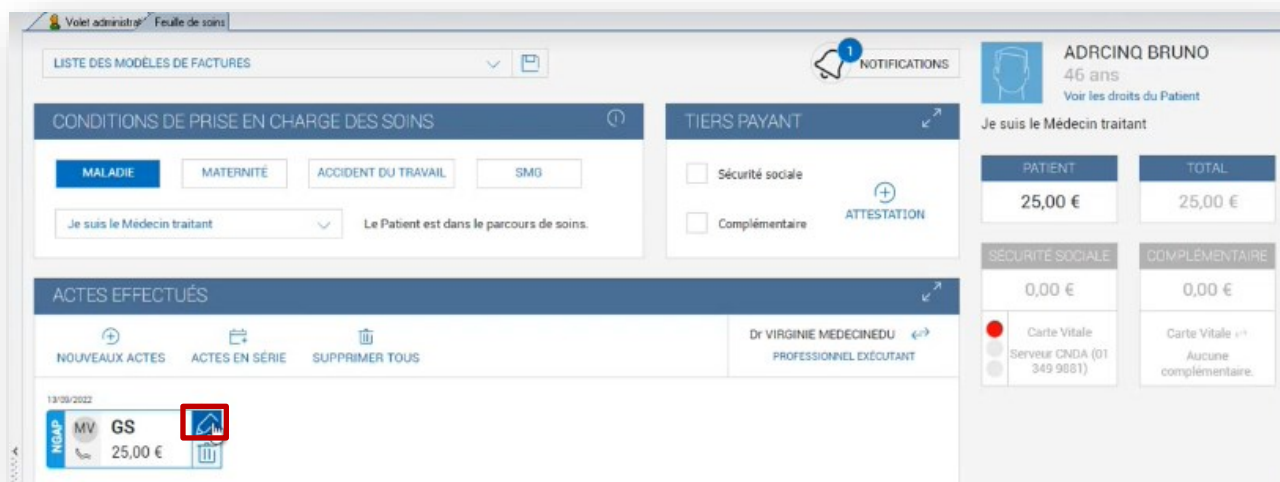 Volet administra Feuille de soins
LISTE DES MODÈLES DE FACTURES
1
NOTIFICATIONS
ADRCINQ BRUNO
46 ans
Voir les droits du Patient
Je suis le Médecin traitant
CONDITIONS DE PRISE EN CHARGE DES SOINS
MALADIE MATERNITÉ ACCIDENT DU TRAVAIL SMG
Je suis le Médecin traitant Le Patient est dans le parcours de soins.
TIERS PAYANT
Sécurité sociale
Complémentaire
ATTESTATION
PATIENT TOTAL
25,00 € 25,00 €
SÉCURITÉ SOCIALE COMPLÉMENTAIRE
0,00 € 0,00 €
Carte Vitale
Serveur CNDA (01
349 9881)
Carte Vitale
Aucune
complémentaire.
ACTES EFFECTUÉS
NOUVEAUX ACTES ACTES EN SÉRIE SUPPRIMER TOUS
Dr VIRGINIE MEDECINEDU
PROFESSIONNEL EXÉCUTANT
13/09/2022
NGAP
MV GS
25,00 €